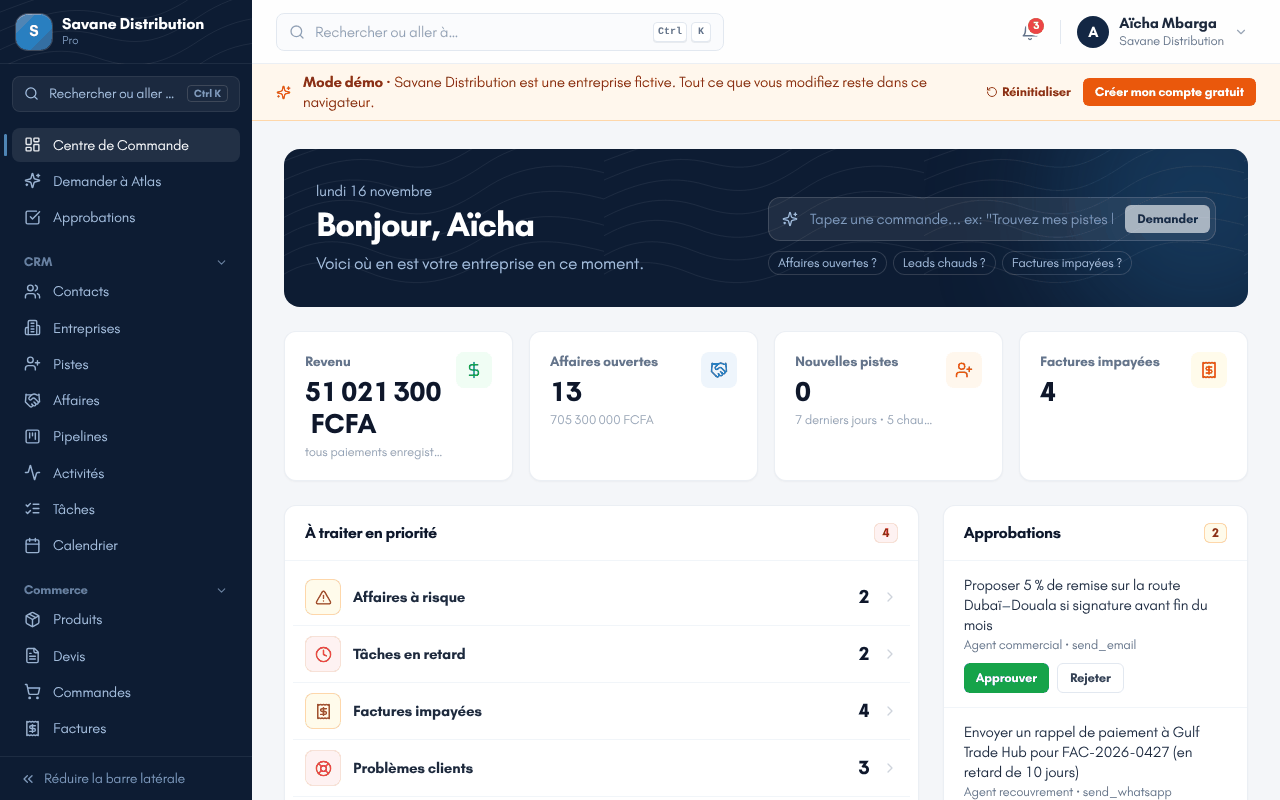 S
Savane Distribution
Pro
Rechercher ou aller ...
Ctrl K
Centre de Commande
Demander à Atlas
Approbations
CRM
Contacts
Entreprises
Pistes
Affaires
Pipelines
Activités
Tâches
Calendrier
Commerce
Produits
Devis
Commandes
Factures
Réduire la barre latérale
Rechercher ou aller à…
Ctrl K
3
A
Aïcha Mbarga
Savane Distribution
Mode démo · Savane Distribution est une entreprise fictive. Tout ce que vous modifiez reste dans ce
navigateur.
Réinitialiser
Créer mon compte gratuit
lundi 16 novembre
Bonjour, Aïcha
Voici où en est votre entreprise en ce moment.
Tapez une commande… ex: "Trouvez mes pistes
Demander
Affaires ouvertes ?
Leads chauds ?
Factures impayées ?
Revenu
51 021 300
FCFA
tous paiements enregist…
Affaires ouvertes
13
705 300 000 FCFA
Nouvelles pistes
0
7 derniers jours • 5 chau…
Factures impayées
4
À traiter en priorité
4
Affaires à risque
2
Tâches en retard
2
Factures impayées
4
Problèmes clients
3
Approbations
2
Proposer 5 % de remise sur la route
Dubaï–Douala si signature avant fin du
mois
Agent commercial • send_email
Approuver
Rejeter
Envoyer un rappel de paiement à Gulf
Trade Hub pour FAC-2026-0427 (en
retard de 10 jours)
Agent recouvrement • send_whatsapp